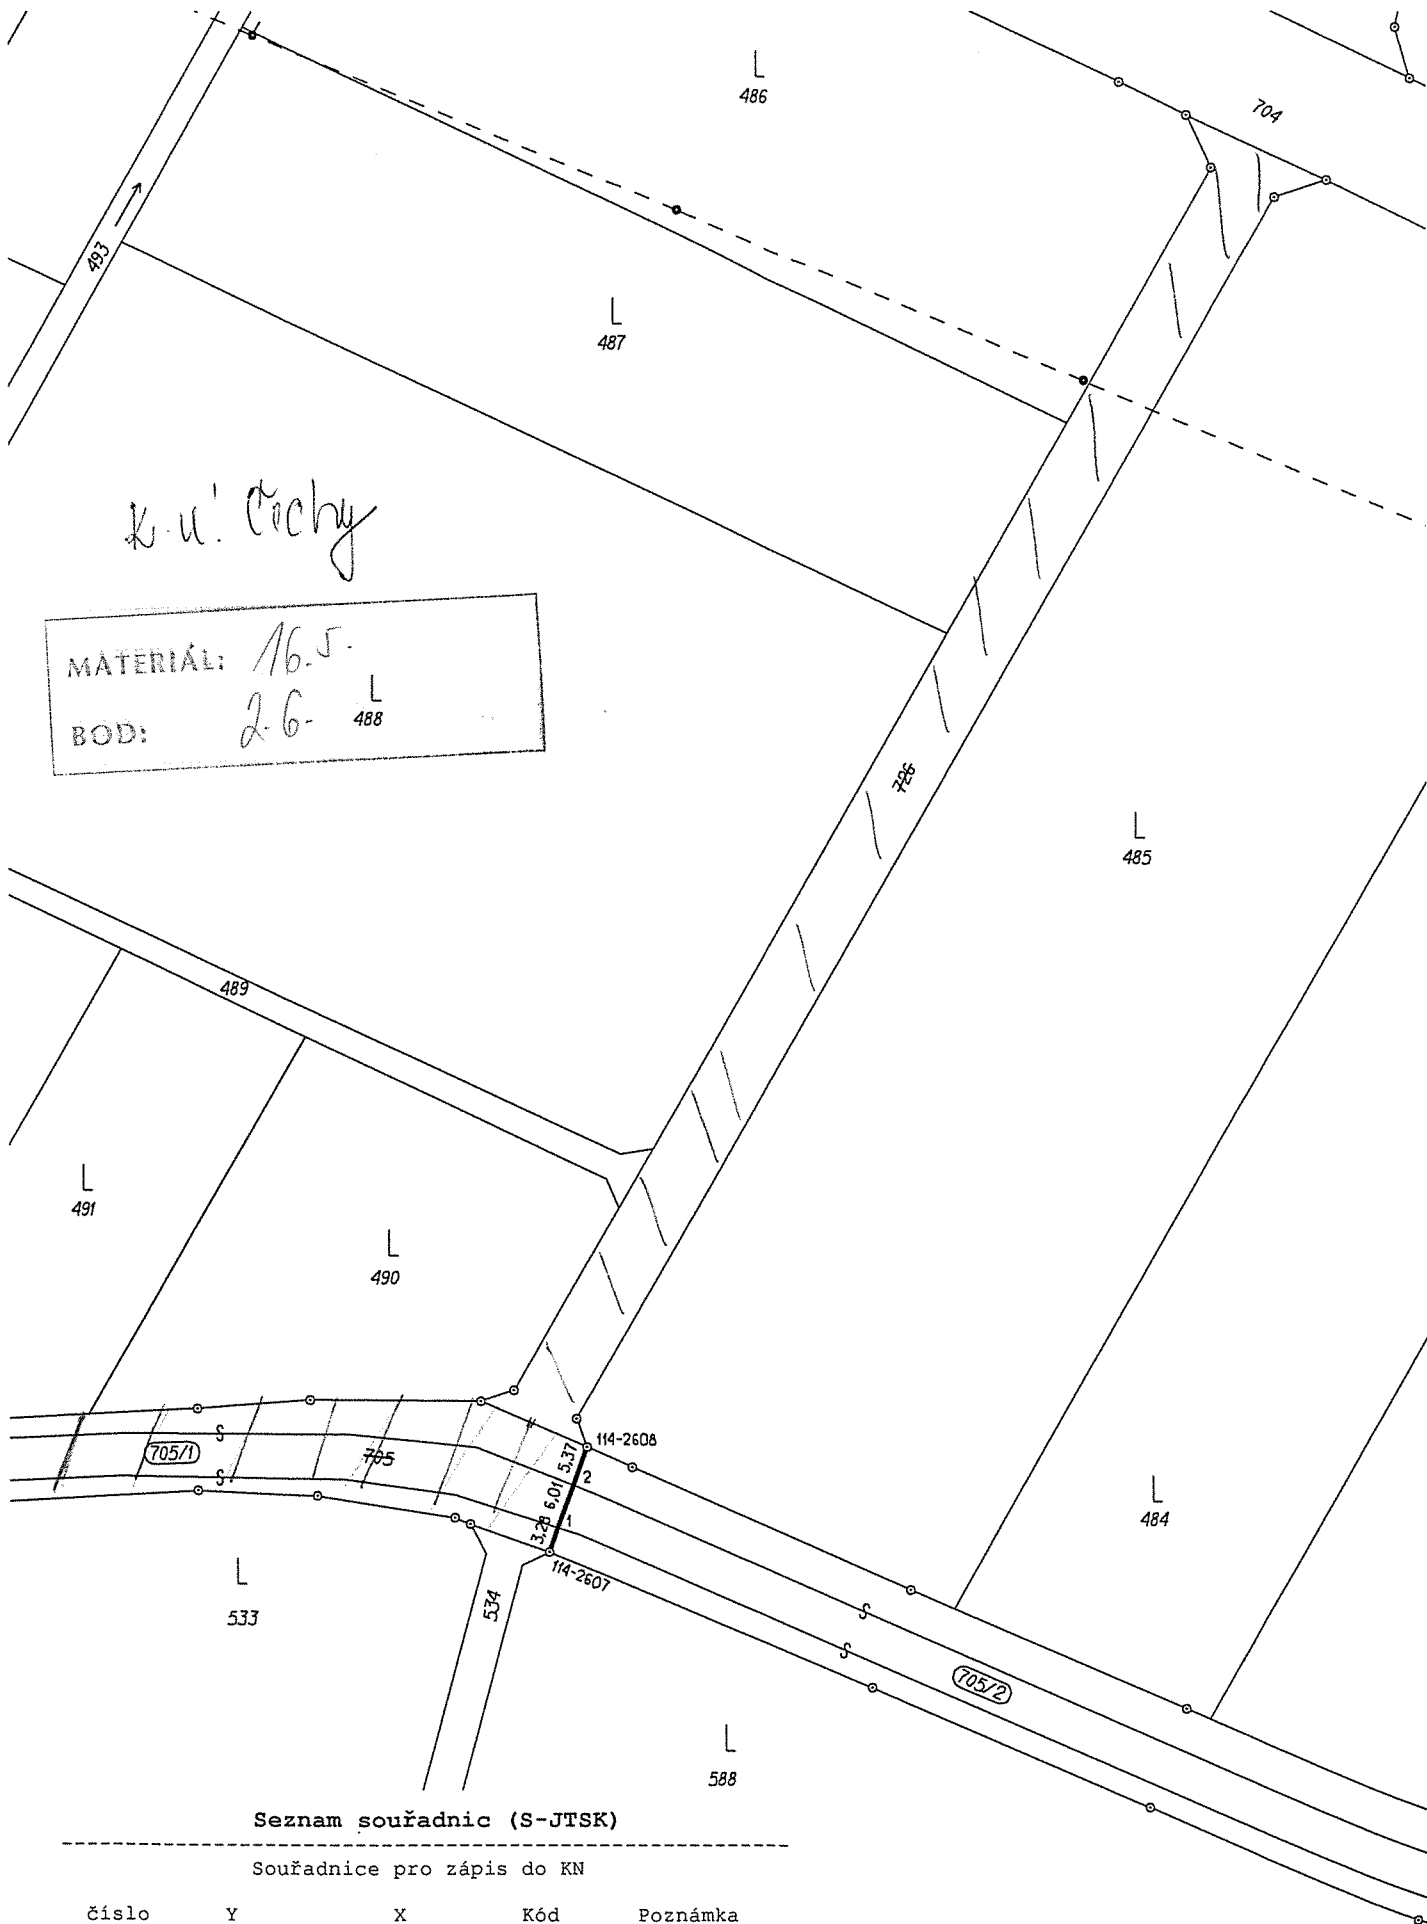 L
486
704
493
L
487
K.ú. Čechy
MATERIÁL: 16.5.
BOD: 2.6.
L
488
726
L
485
489
L
491
L
490
705/1
S
S
705
114-2608
5,37
2
6,01
3,28
1
114-2607
L
484
L
533
534
S
S
705/2
L
588
Seznam souřadnic (S-JTSK)
Souřadnice pro zápis do KN
číslo Y X Kód Poznámka